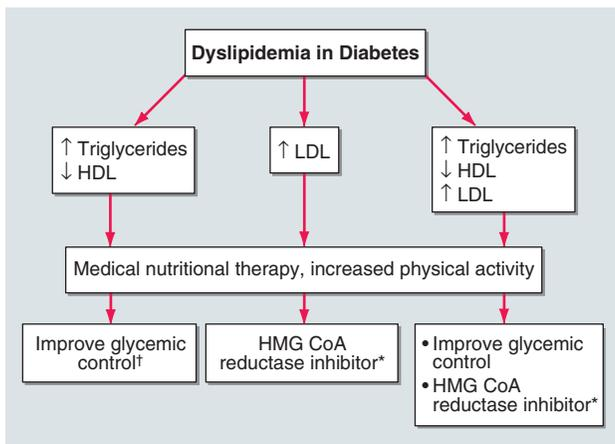 Dyslipidemia in Diabetes
↑ Triglycerides
↓ HDL
↑ LDL
↑ Triglycerides
↓ HDL
↑ LDL
Medical nutritional therapy, increased physical activity
Improve glycemic
control†
HMG CoA
reductase inhibitor*
• Improve glycemic
control
• HMG CoA
reductase inhibitor*